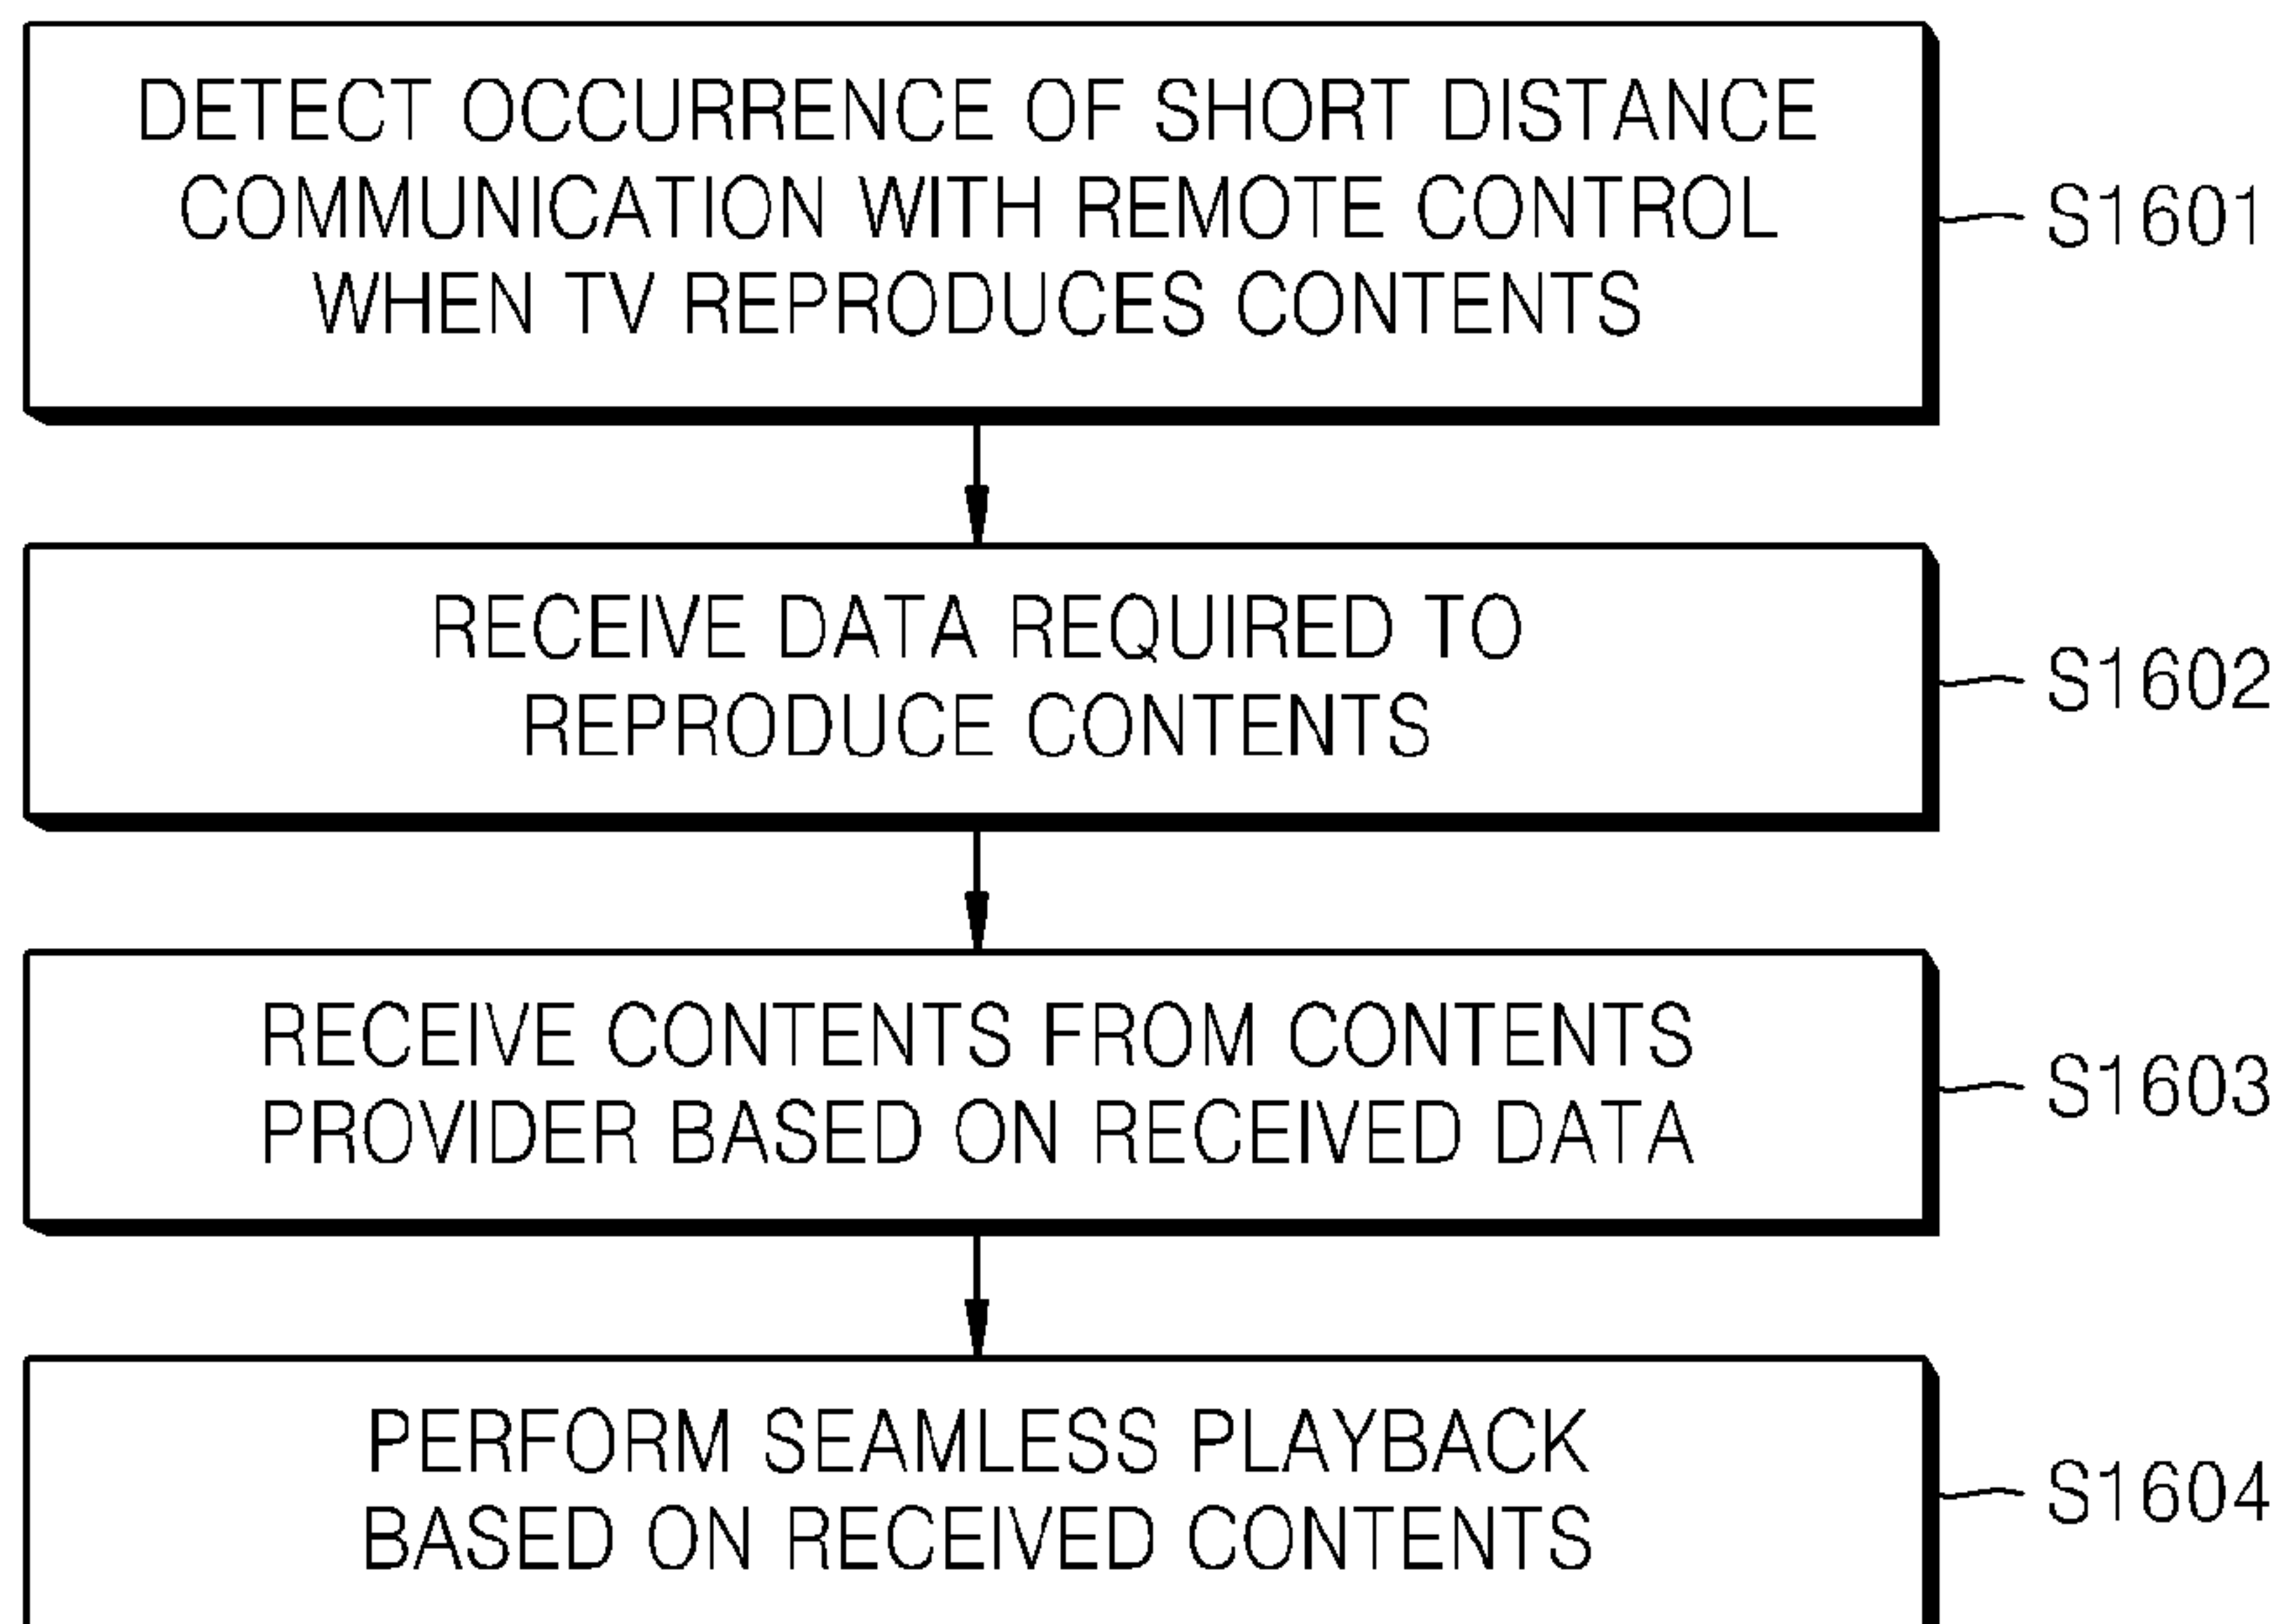 DETECT OCCURRENCE OF SHORT DISTANCE
COMMUNICATION WITH REMOTE CONTROL
WHEN TV REPRODUCES CONTENTS
S1601
RECEIVE DATA REQUIRED TO
REPRODUCE CONTENTS
S1602
RECEIVE CONTENTS FROM CONTENTS
PROVIDER BASED ON RECEIVED DATA
S1603
PERFORM SEAMLESS PLAYBACK
BASED ON RECEIVED CONTENTS
S1604